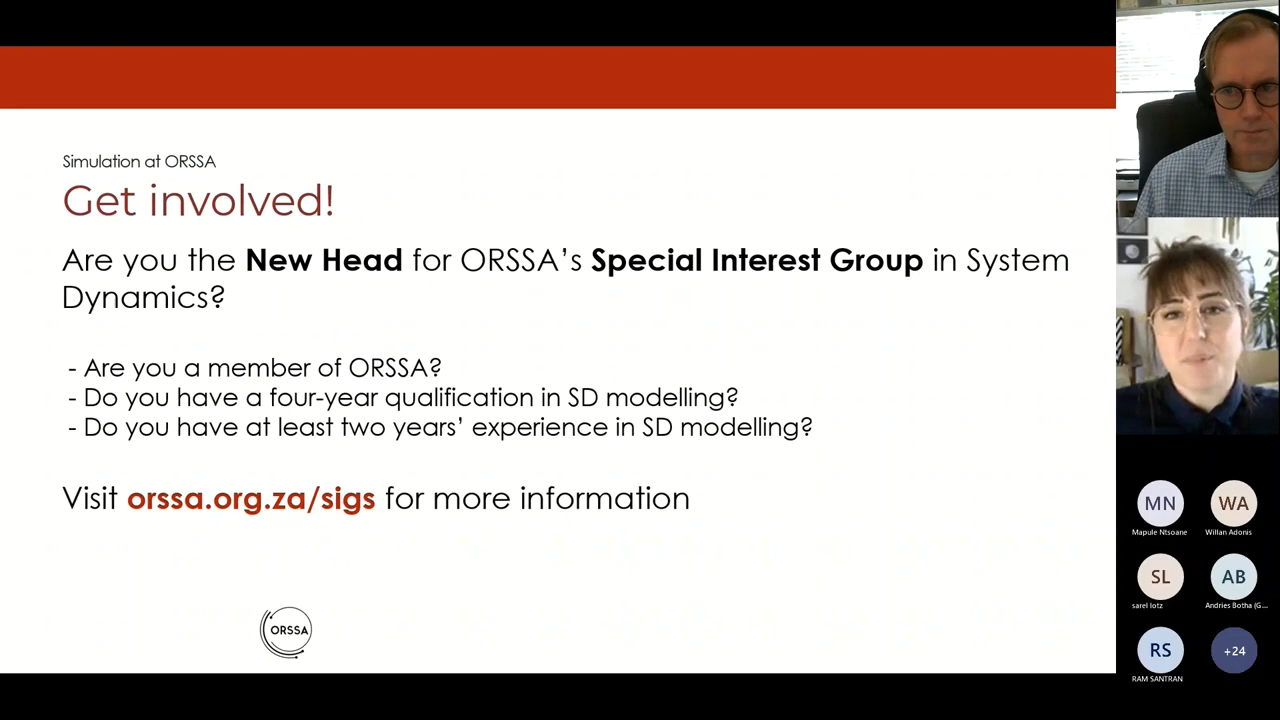 Simulation at ORSSA
Get involved!
Are you the New Head for ORSSA’s Special Interest Group in System
Dynamics?
- Are you a member of ORSSA?
- Do you have a four-year qualification in SD modelling?
- Do you have at least two years’ experience in SD modelling?
Visit orssa.org.za/sigs for more information
ORSSA
MN
WA
Mapule Ntsoane
Willan Adonis
SL
AB
sarel lotz
Andries Botha (G...
RS
+24
RAM SANTRAN